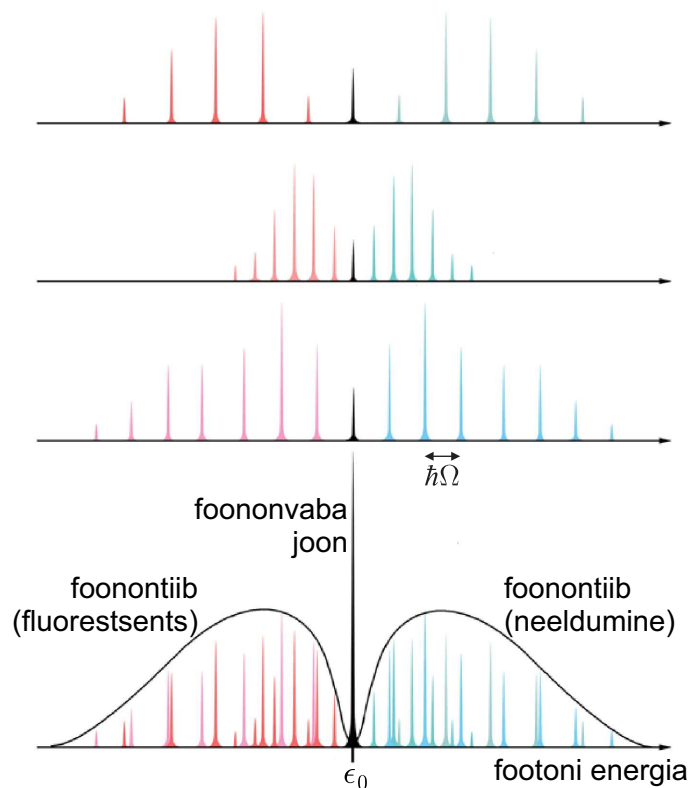 ℏΩ
foononvaba
joon
foonontiib
(fluorestsents)
foonontiib
(neeldumine)
ϵ₀
footoni energia